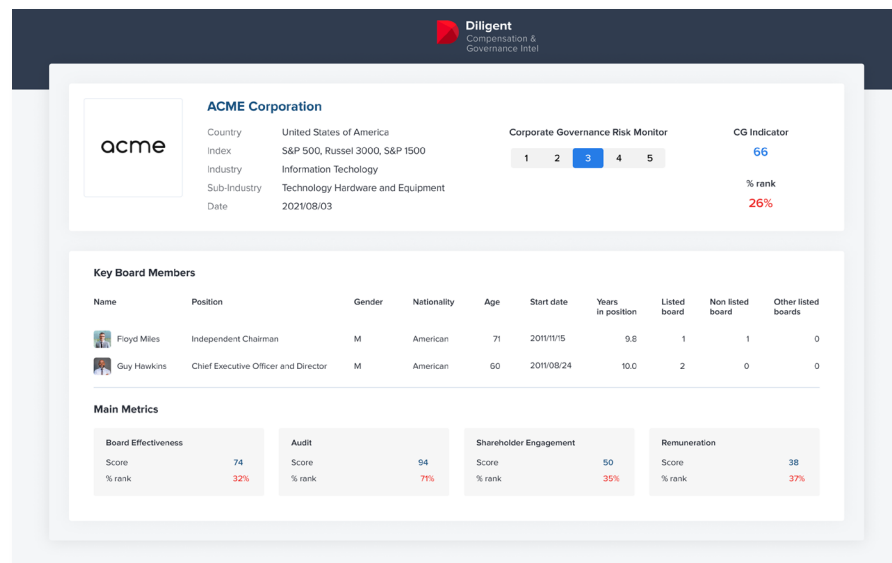 Diligent
Compensation &
Governance Intel
acme
ACME Corporation
Country United States of America
Index S&P 500, Russel 3000, S&P 1500
Industry Information Techology
Sub-Industry Technology Hardware and Equipment
Date 2021/08/03
Corporate Governance Risk Monitor
1 2 3 4 5
CG Indicator
66
% rank
26%
Key Board Members
Name Position Gender Nationality Age Start date Years in position Listed board Non listed board Other listed boards
Floyd Miles Independent Chairman M American 71 2011/11/15 9.8 1 1 0
Guy Hawkins Chief Executive Officer and Director M American 60 2011/08/24 10.0 2 0 0
Main Metrics
Board Effectiveness
Score 74
% rank 32%
Audit
Score 94
% rank 71%
Shareholder Engagement
Score 50
% rank 35%
Remuneration
Score 38
% rank 37%